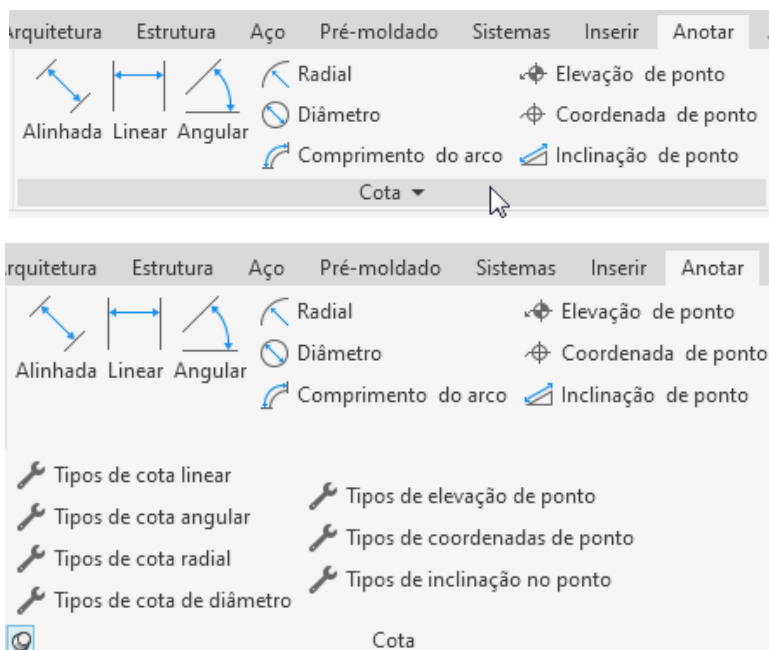 Arquitetura Estrutura Aço Pré-moldado Sistemas Inserir Anotar
Alinhada Linear Angular
Radial
Diâmetro
Comprimento do arco
Elevação de ponto
Coordenada de ponto
Inclinação de ponto
Cota
rquitetura Estrutura Aço Pré-moldado Sistemas Inserir Anotar
Alinhada Linear Angular
Radial
Diâmetro
Comprimento do arco
Elevação de ponto
Coordenada de ponto
Inclinação de ponto
Tipos de cota linear
Tipos de cota angular
Tipos de cota radial
Tipos de cota de diâmetro
Tipos de elevação de ponto
Tipos de coordenadas de ponto
Tipos de inclinação no ponto
Cota